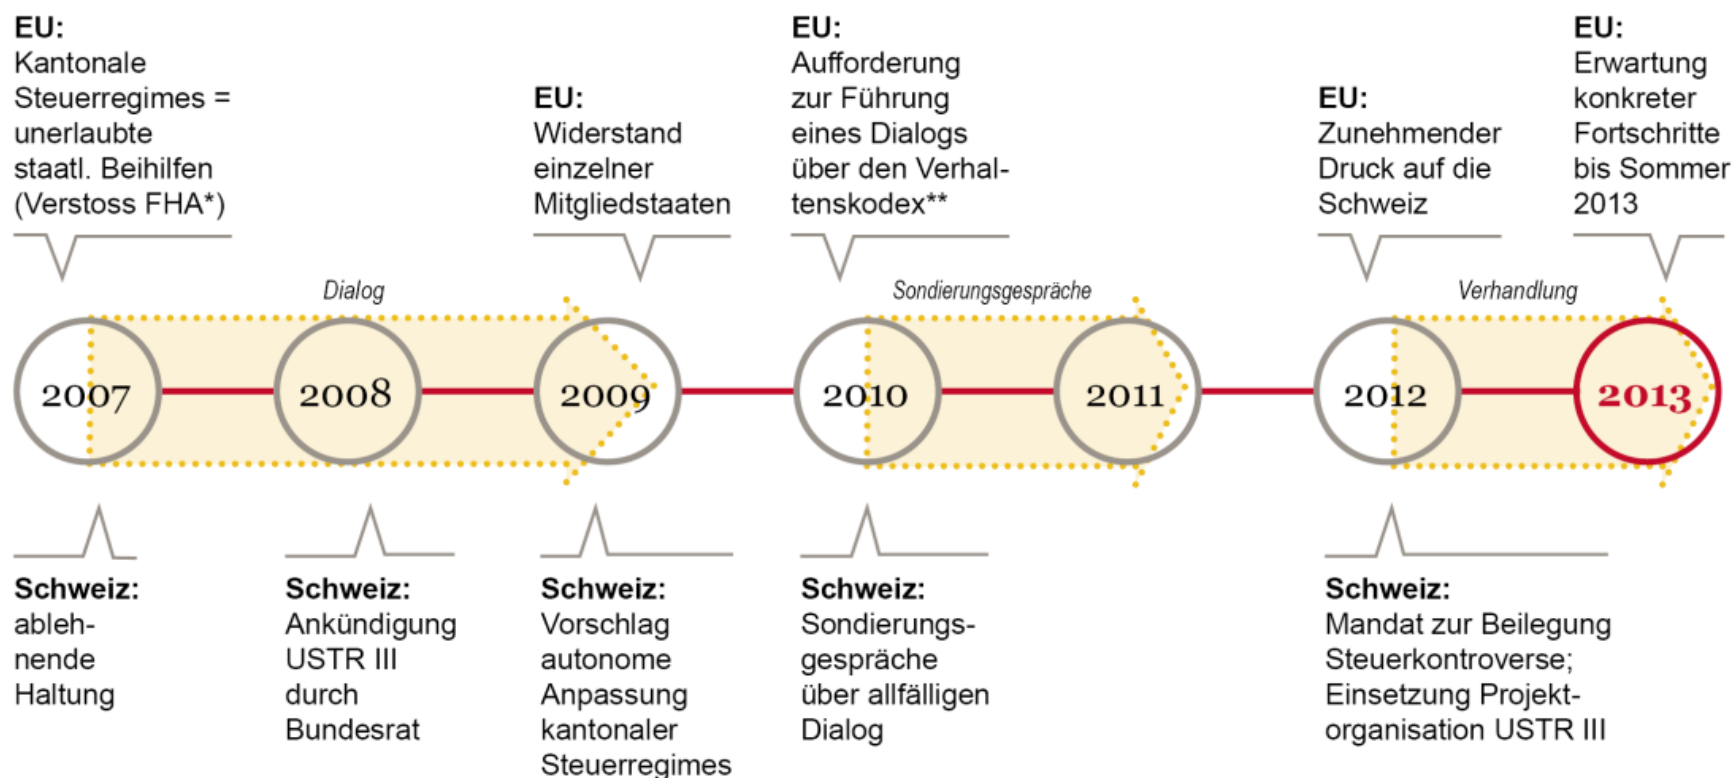 EU:
Kantonale
Steuerregimes =
unerlaubte
staatl. Beihilfen
(Verstoss FHA*)
EU:
Widerstand
einzelner
Mitgliedstaaten
EU:
Aufforderung
zur Führung
eines Dialogs
über den Verhal-
tenskodex**
EU:
Zunehmender
Druck auf die
Schweiz
EU:
Erwartung
konkreter
Fortschritte
bis Sommer
2013
Dialog
Sondierungsgespräche
Verhandlung
2007
2008
2009
2010
2011
2012
2013
Schweiz:
ableh-
nende
Haltung
Schweiz:
Ankündigung
USTR III
durch
Bundesrat
Schweiz:
Vorschlag
autonome
Anpassung
kantonaler
Steuerregimes
Schweiz:
Sondierungs-
gespräche
über allfälligen
Dialog
Schweiz:
Mandat zur Beilegung
Steuerkontroverse;
Einsetzung Projekt-
organisation USTR III